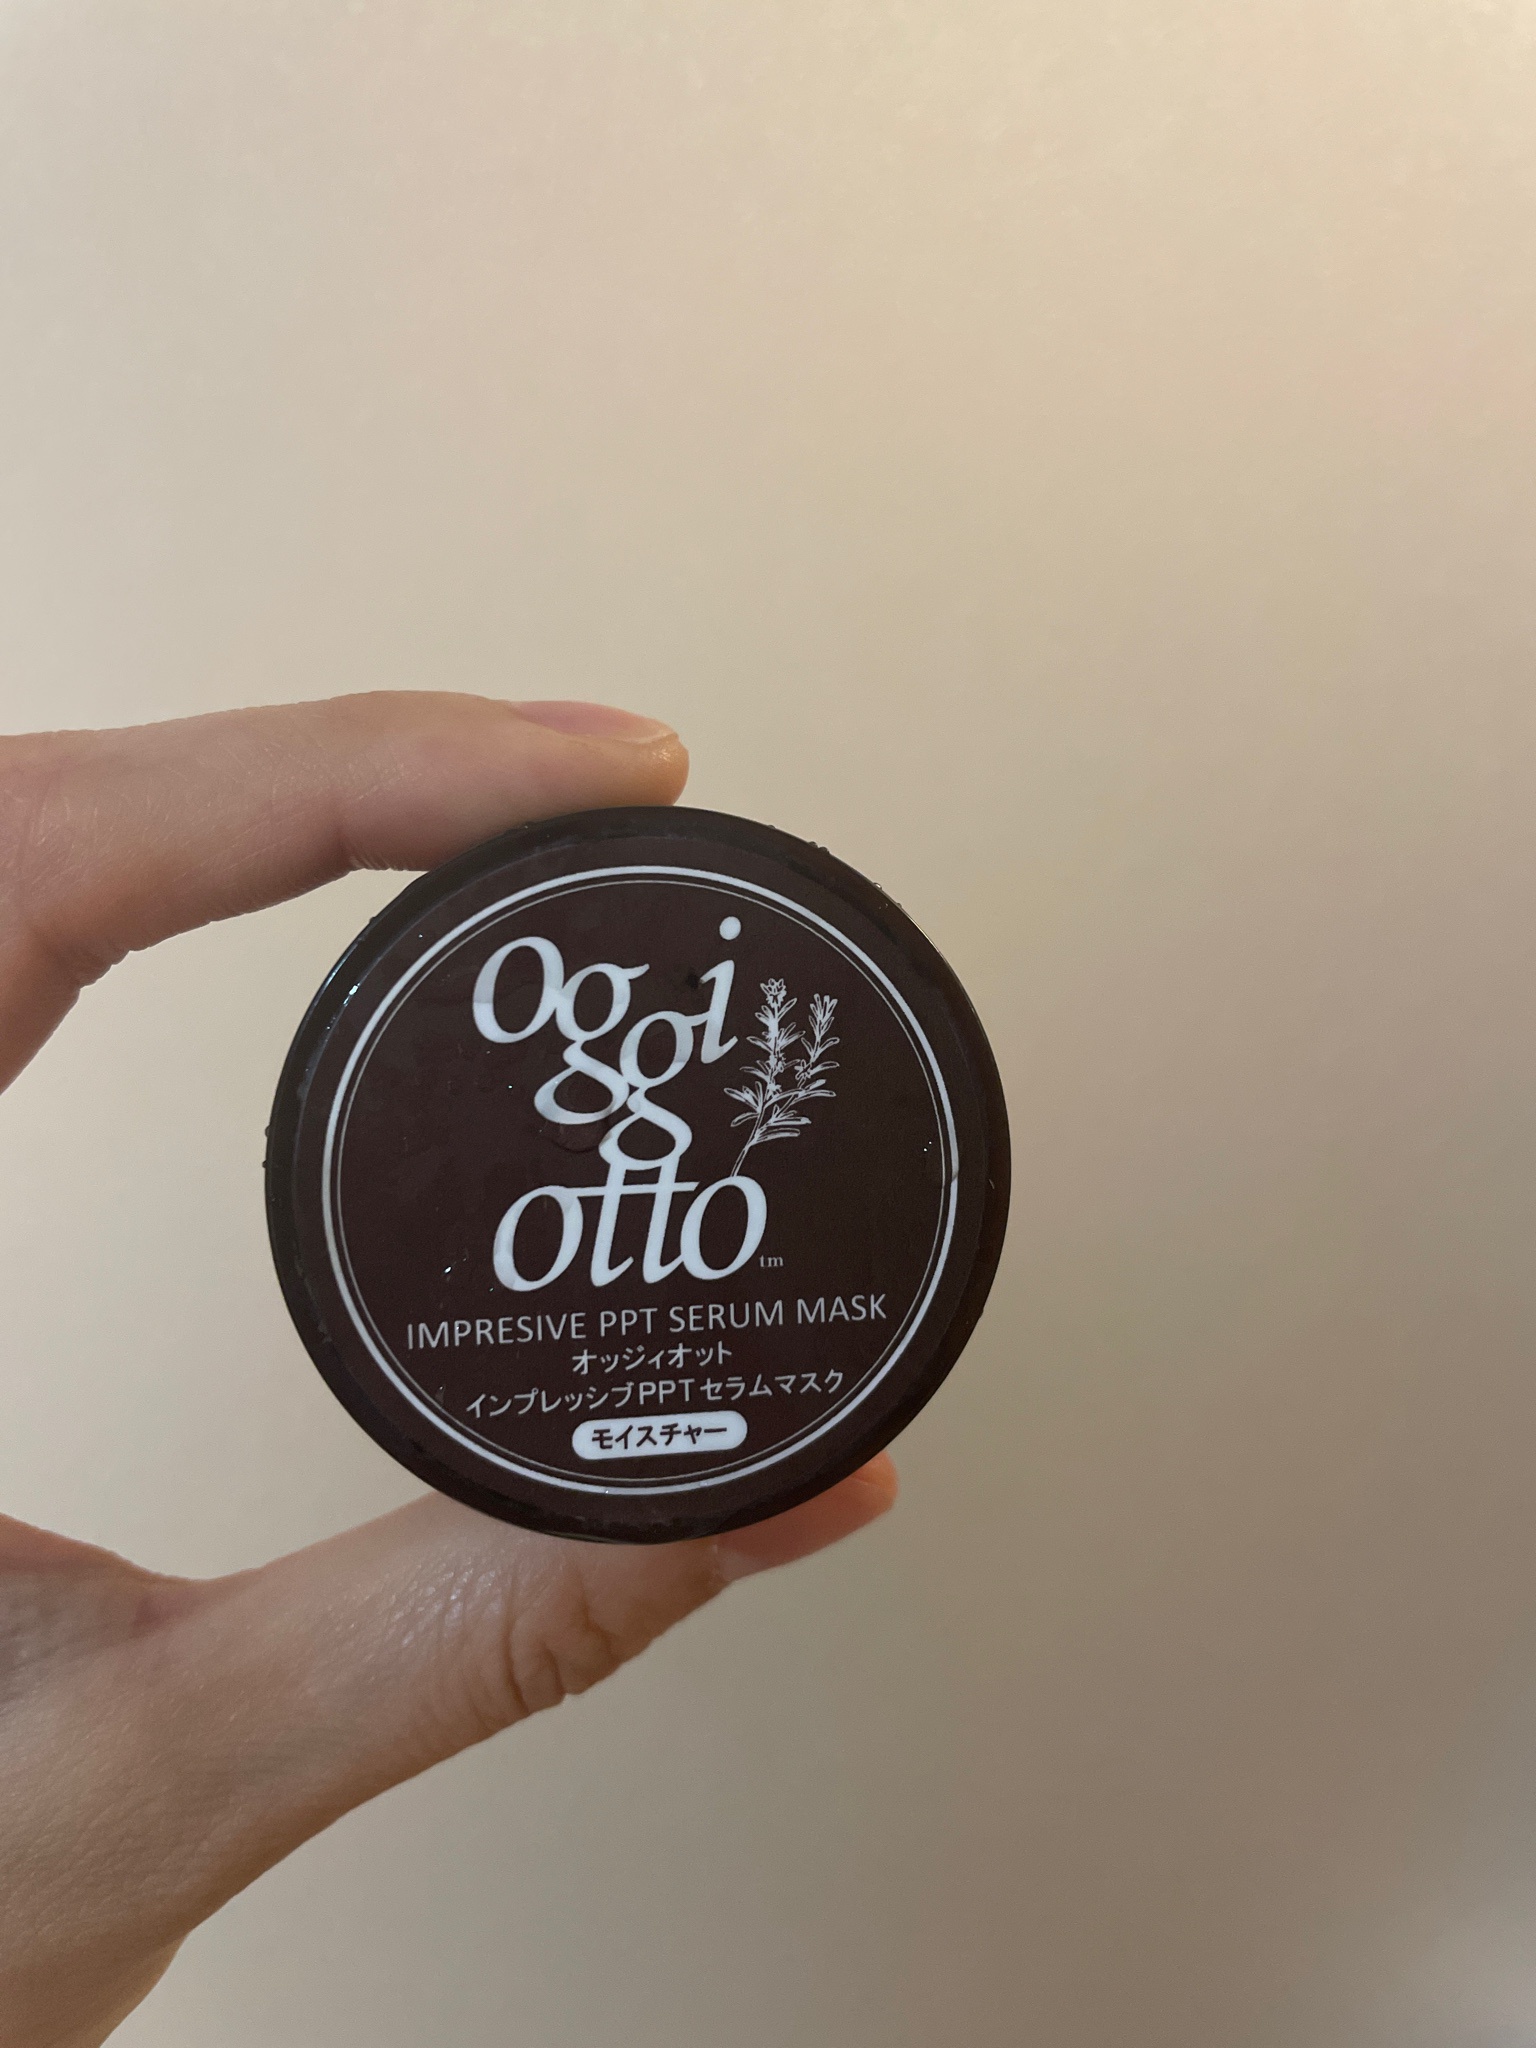 oggi
otto tm
IMPRESIVE PPT SERUM MASK
オッジィオット
インプレッシブPPTセラムマスク
モイスチャー